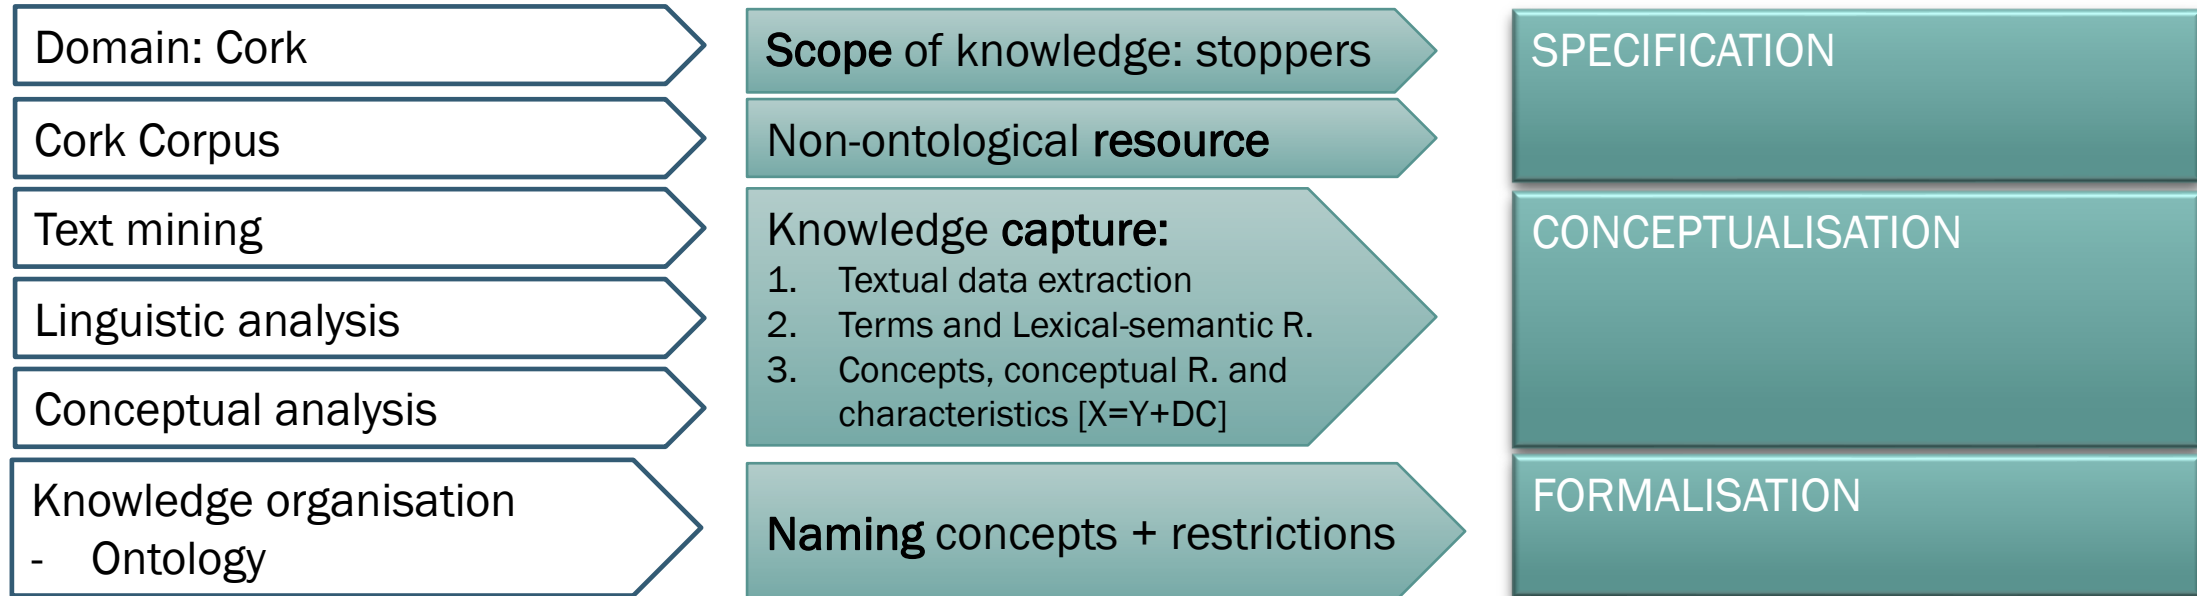 Domain: Cork
Scope of knowledge: stoppers
SPECIFICATION
Cork Corpus
Non-ontological resource
Text mining
Knowledge capture:
1. Textual data extraction
2. Terms and Lexical-semantic R.
3. Concepts, conceptual R. and
characteristics [X=Y+DC]
CONCEPTUALISATION
Linguistic analysis
Conceptual analysis
Knowledge organisation
- Ontology
Naming concepts + restrictions
FORMALISATION